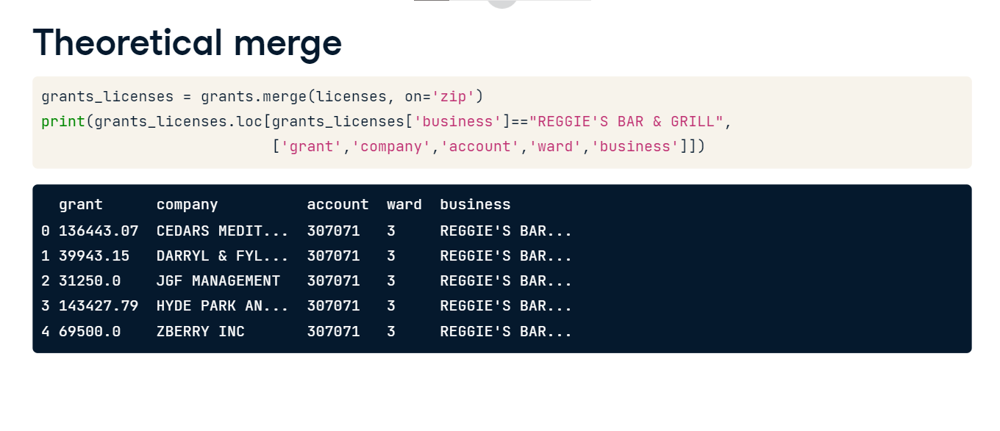 Theoretical merge
grants_licenses = grants.merge(licenses, on='zip')
print(grants_licenses.loc[grants_licenses['business']=="REGGIE'S BAR & GRILL",
['grant','company','account','ward','business']])
grant company account ward business
0 136443.07 CEDARS MEDIT... 307071 3 REGGIE'S BAR...
1 39943.15 DARRYL & FYL... 307071 3 REGGIE'S BAR...
2 31250.0 JGF MANAGEMENT 307071 3 REGGIE'S BAR...
3 143427.79 HYDE PARK AN... 307071 3 REGGIE'S BAR...
4 69500.0 ZBERRY INC 307071 3 REGGIE'S BAR...